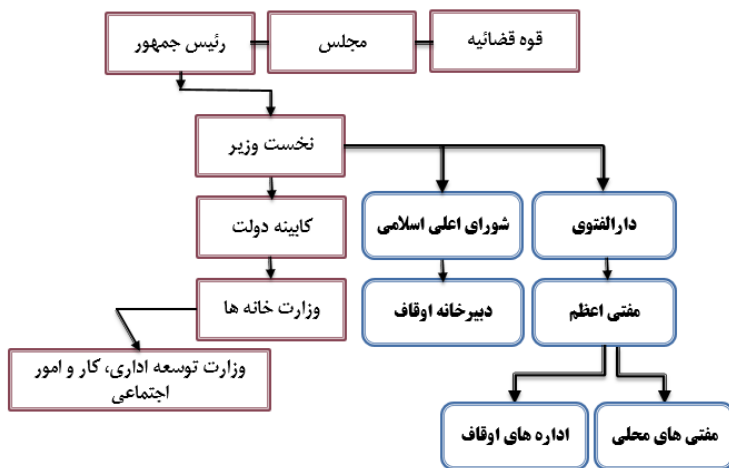 قوه قضائیه
مجلس
رئیس جمهور
نخست وزیر
دارالفتوی
شورای اعلی اسلامی
کابینه دولت
مفتی اعظم
دبیرخانه اوقاف
وزارت خانه ها
وزارت توسعه اداری، کار و امور
اجتماعی
مفتی های محلی
اداره های اوقاف